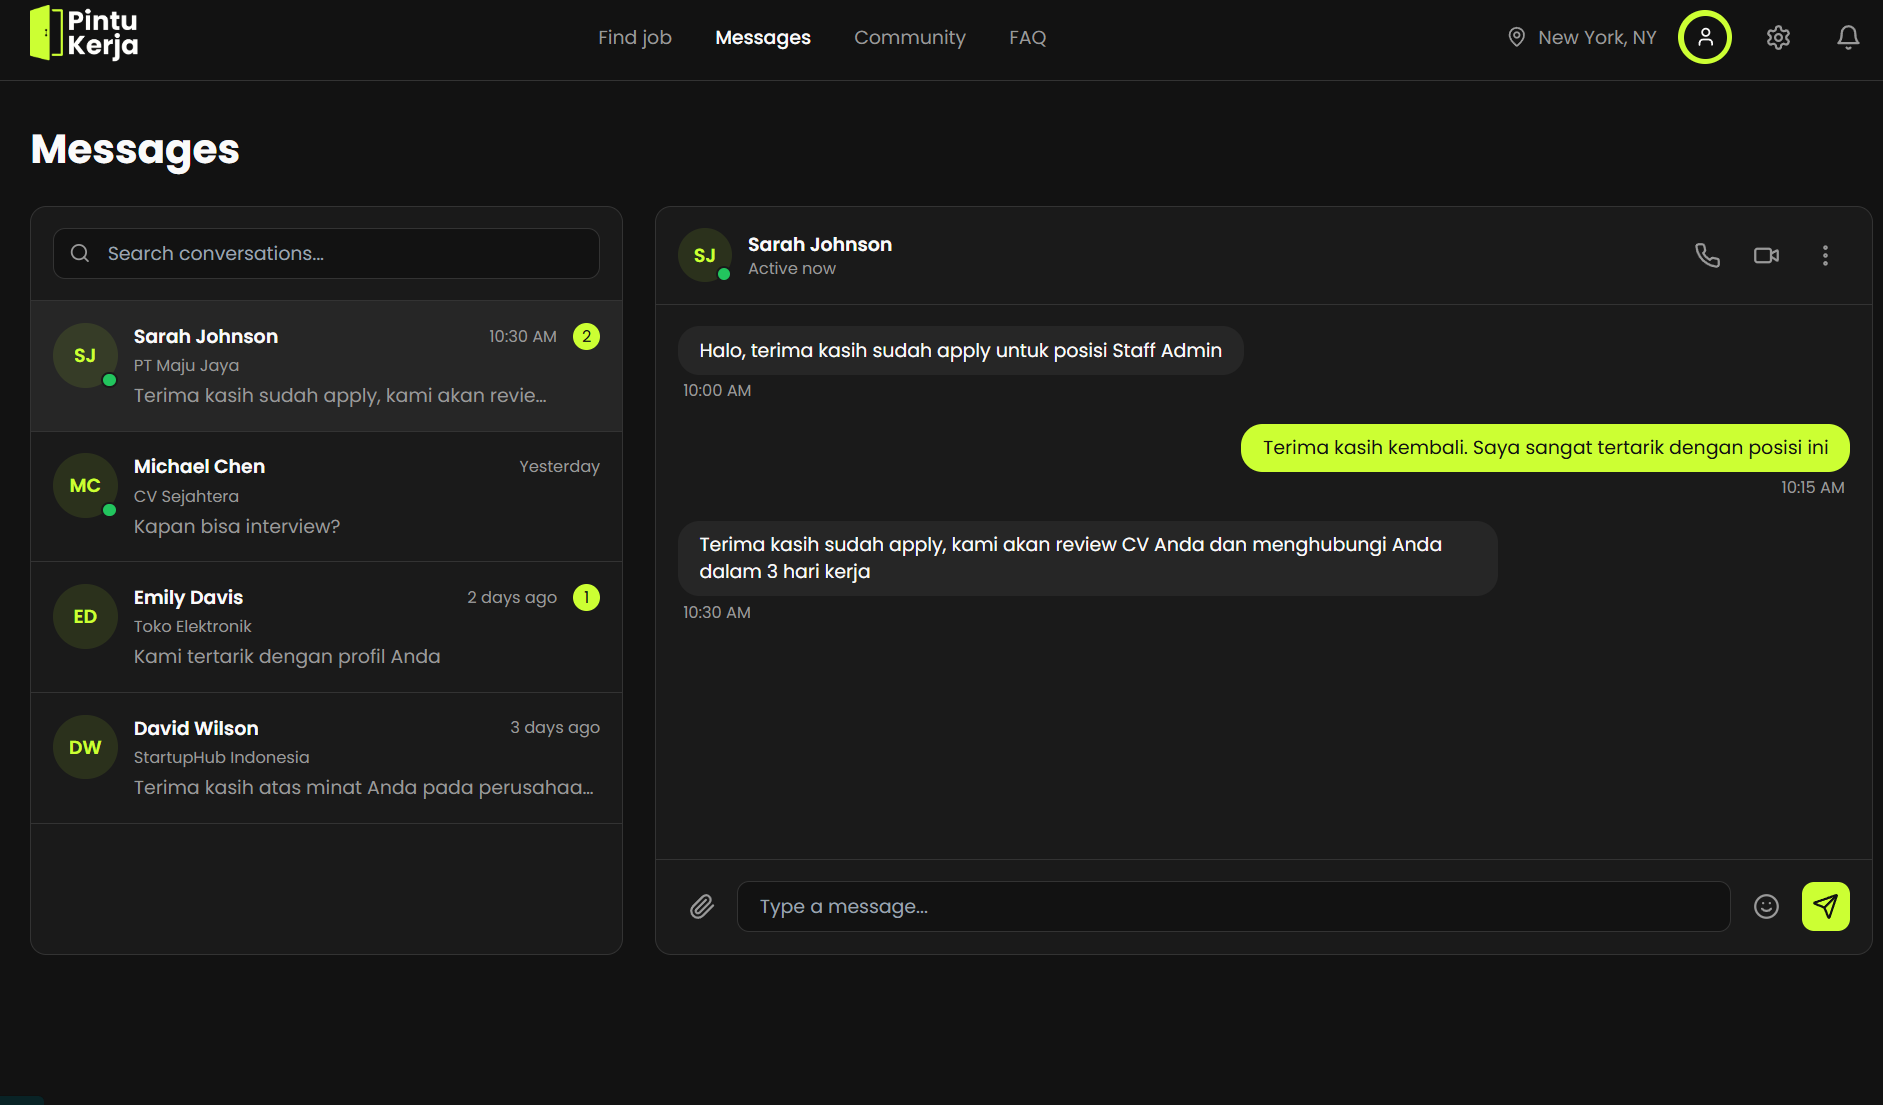 Pintu
Kerja
Find job
Messages
Community
FAQ
New York, NY
Messages
Search conversations...
SJ
Sarah Johnson
10:30 AM
2
PT Maju Jaya
Terima kasih sudah apply, kami akan revie...
MC
Michael Chen
Yesterday
CV Sejahtera
Kapan bisa interview?
ED
Emily Davis
2 days ago
1
Toko Elektronik
Kami tertarik dengan profil Anda
DW
David Wilson
3 days ago
StartupHub Indonesia
Terima kasih atas minat Anda pada perusahaa...
SJ
Sarah Johnson
Active now
Halo, terima kasih sudah apply untuk posisi Staff Admin
10:00 AM
Terima kasih kembali. Saya sangat tertarik dengan posisi ini
10:15 AM
Terima kasih sudah apply, kami akan review CV Anda dan menghubungi Anda
dalam 3 hari kerja
10:30 AM
Type a message...